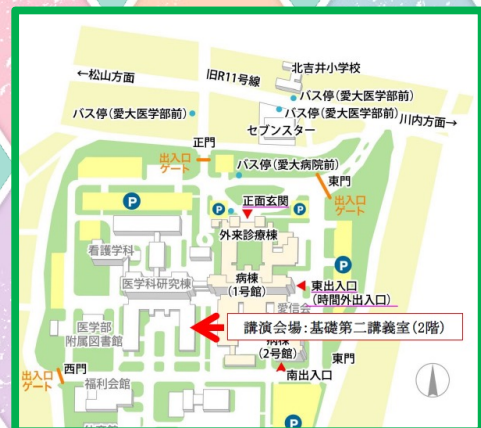 北吉井小学校
←松山方面
旧R11号線
バス停(愛大医学部前)
バス停(愛大医学部前)
バス停(愛大医学部前)
川内方面→
セブンスター
正門
出入口
ゲート
バス停(愛大病院前)
東門
出入口
ゲート
P
正面玄関
P
P
外来診療棟
看護学科
P
医学科研究棟
病棟
(1号館)
東出入口
(時間外出入口)
愛信会
医学部
附属図書館
講演会場:基礎第二講義室(2階)
病棟
(2号館)
東門
西門
出入口
ゲート
福利会館
南出入口
P